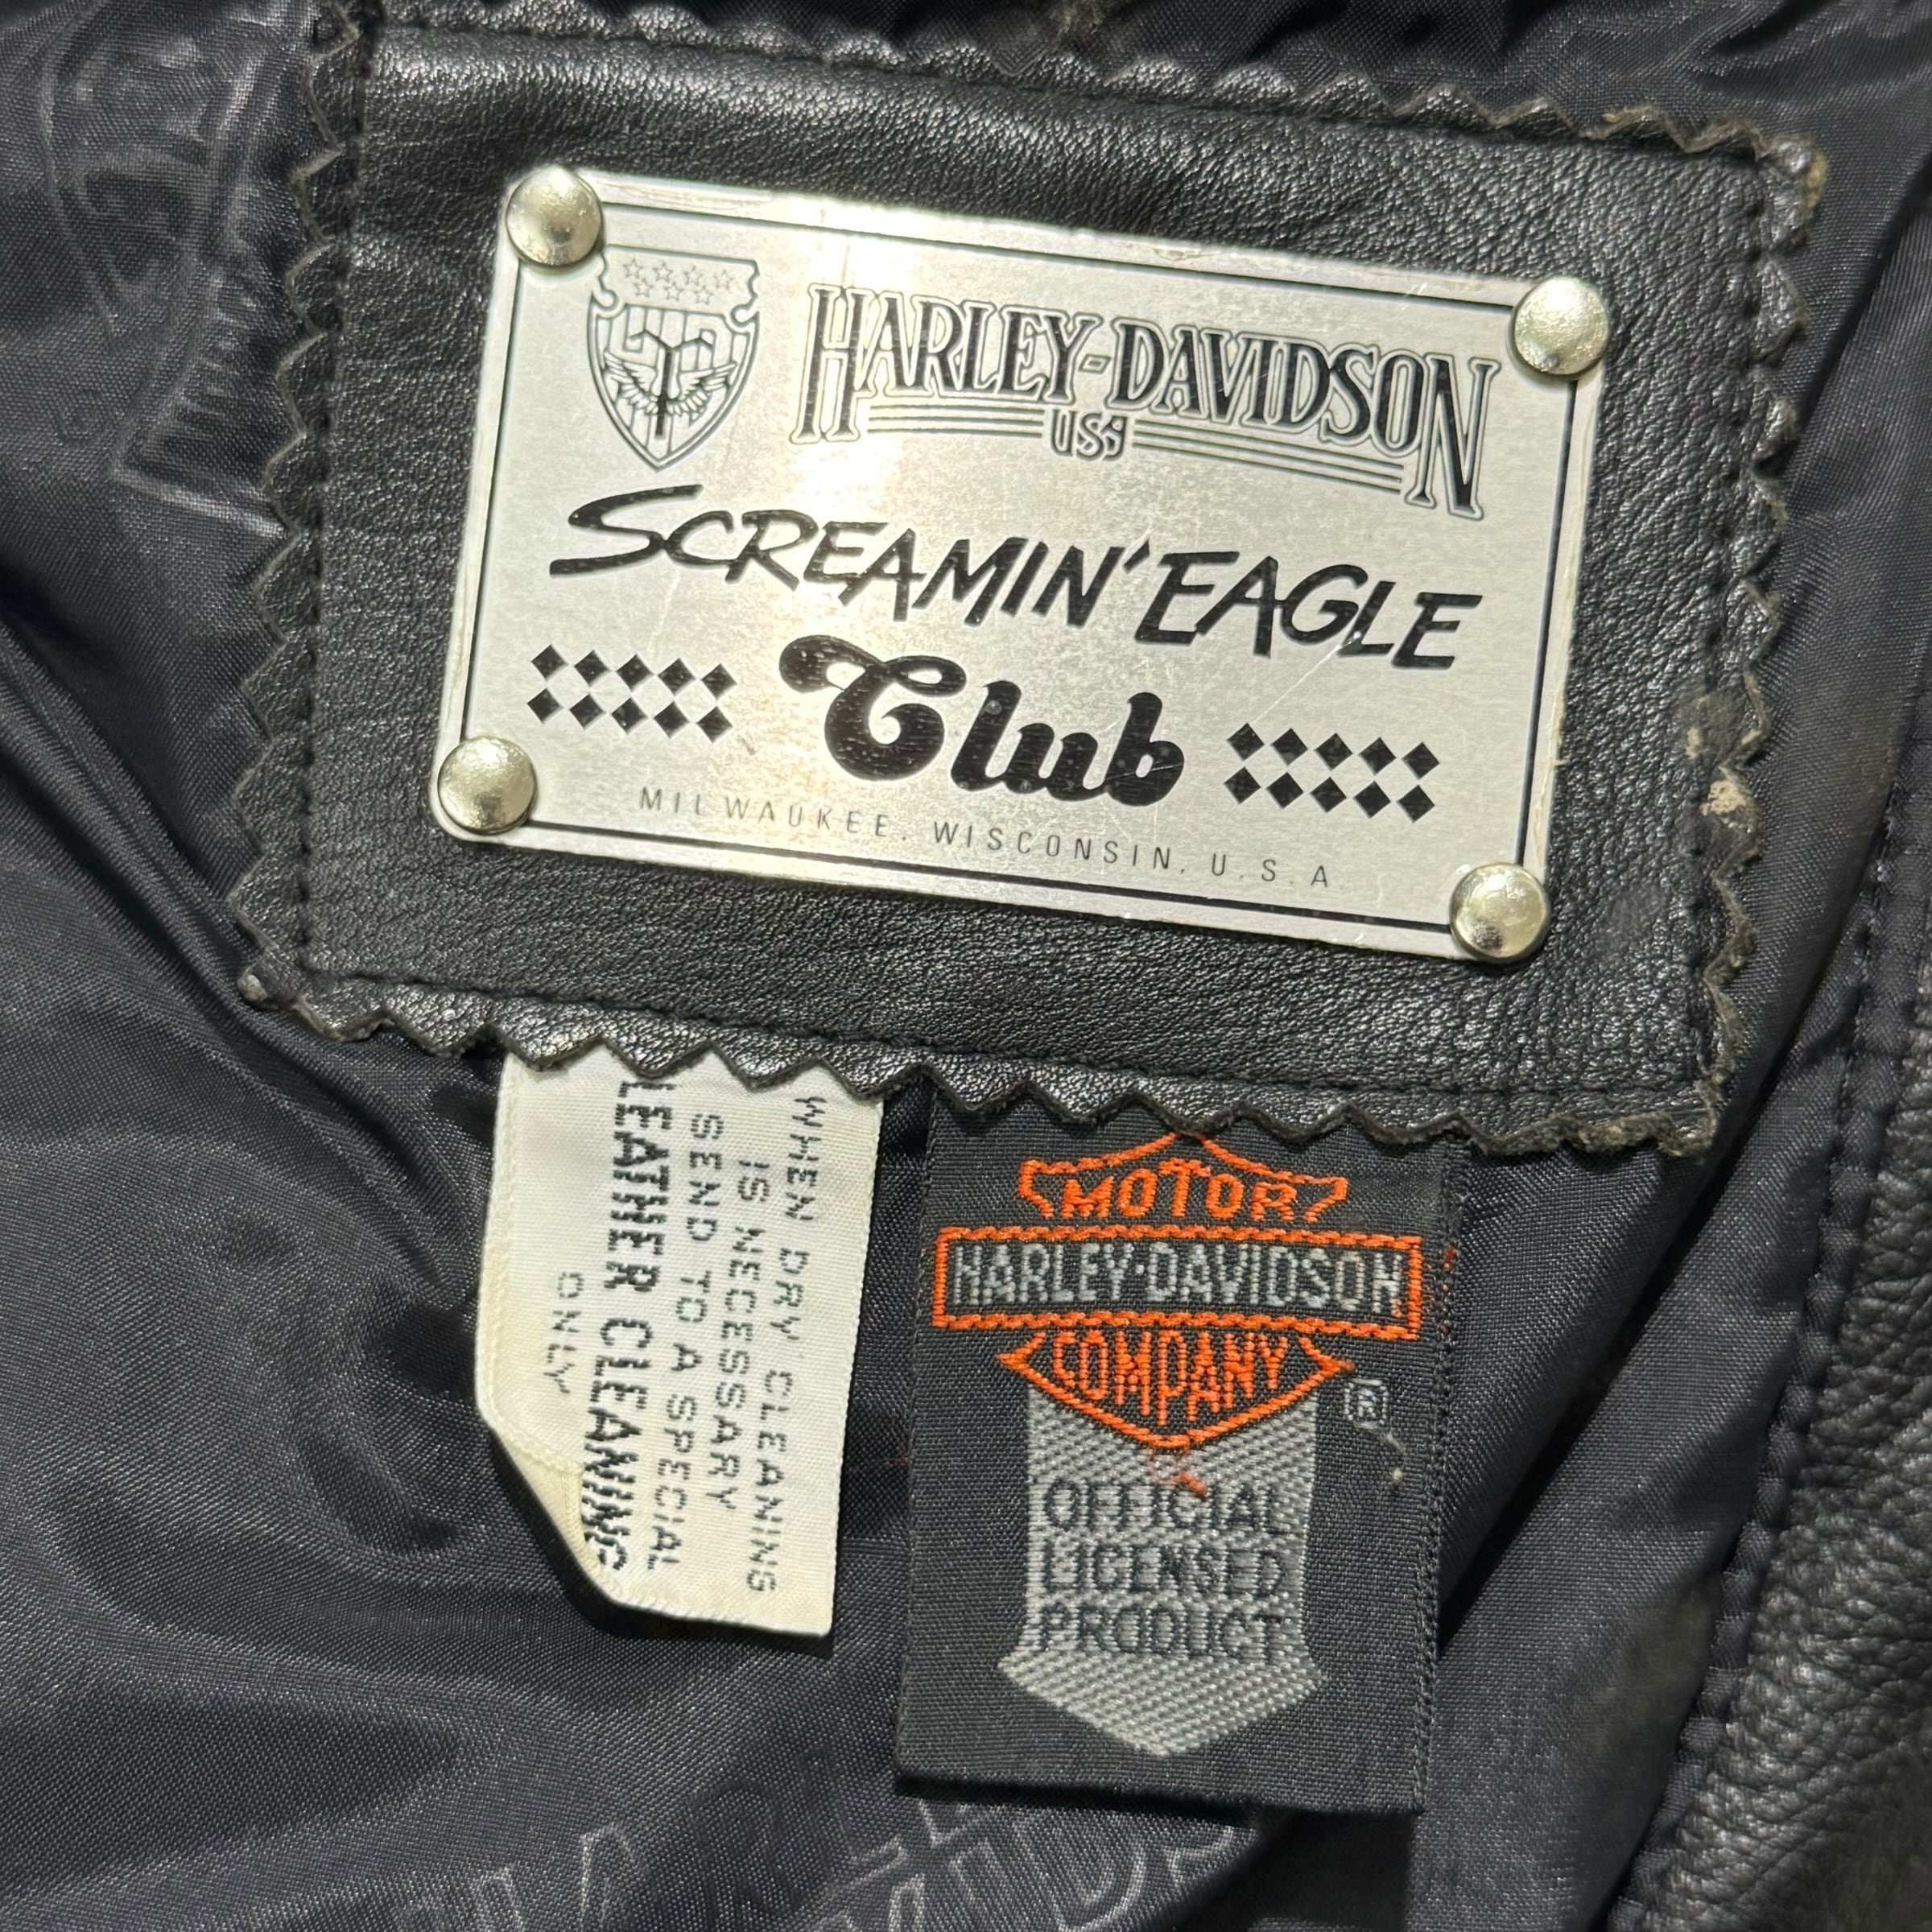 HARLEY-DAVIDSON
USA
SCREAMIN' EAGLE
Club
MILWAUKEE, WISCONSIN, U.S.A.
WHEN DRY CLEANING
IS NECESSARY
SEND TO A SPECIAL
LEATHER CLEANING
ONLY
MOTOR
HARLEY-DAVIDSON
COMPANY
®
OFFICIAL
LICENSED
PRODUCT